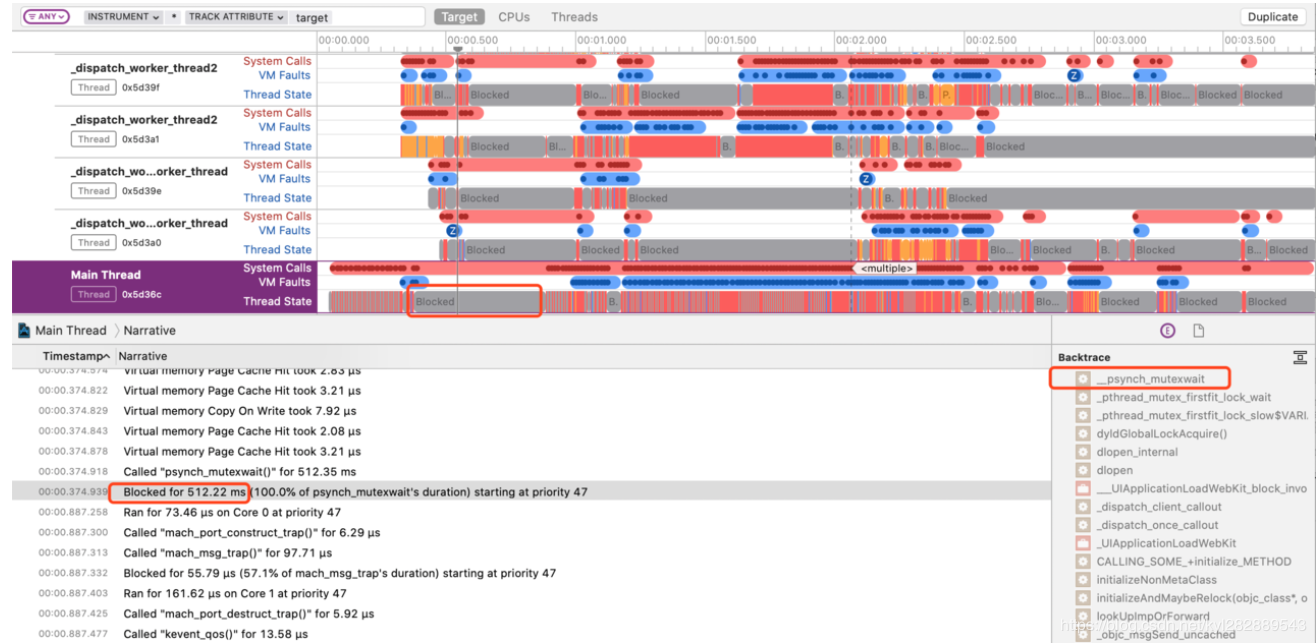 ANY INSTRUMENT * TRACK ATTRIBUTE target Target CPUs Threads Duplicate
00:00.000 00:00.500 00:01.000 00:01.500 00:02.000 00:02.500 00:03.000 00:03.500
_dispatch_worker_thread2 System Calls
VM Faults Z
Thread 0x5d39f Thread State Bl... Blocked Blo... Blocked B. B. P. Bloc... B... Bloc... B. Bloc... Blocked Blocked
_dispatch_worker_thread2 System Calls
VM Faults
Thread 0x5d3a1 Thread State Blocked Bl... B. B. B. B. Bloc... Blocked
_dispatch_wo...orker_thread System Calls
VM Faults Z
Thread 0x5d39e Thread State Blocked Blocked B. Blocked
_dispatch_wo...orker_thread System Calls
VM Faults Z
Thread 0x5d3a0 Thread State Blocked Blocked Blocked Blo... Blocked B. Blocked B... Blocked
Main Thread System Calls <multiple>
VM Faults
Thread 0x5d36c Thread State Blocked B. B. Blo... Blocked Blocked Blocked
Main Thread Narrative E
Timestamp Narrative Backtrace
00:00.374.574 Virtual memory Page Cache Hit took 2.83 µs
00:00.374.822 Virtual memory Page Cache Hit took 3.21 µs
00:00.374.829 Virtual memory Copy On Write took 7.92 µs
00:00.374.843 Virtual memory Page Cache Hit took 2.08 µs
00:00.374.878 Virtual memory Page Cache Hit took 3.21 µs
00:00.374.918 Called "psynch_mutexwait()" for 512.35 ms
00:00.374.939 Blocked for 512.22 ms (100.0% of psynch_mutexwait's duration) starting at priority 47
00:00.887.258 Ran for 73.46 µs on Core 0 at priority 47
00:00.887.300 Called "mach_port_construct_trap()" for 6.29 µs
00:00.887.313 Called "mach_msg_trap()" for 97.71 µs
00:00.887.332 Blocked for 55.79 µs (57.1% of mach_msg_trap's duration) starting at priority 47
00:00.887.403 Ran for 161.62 µs on Core 1 at priority 47
00:00.887.425 Called "mach_port_destruct_trap()" for 5.92 µs
00:00.887.477 Called "kevent_qos()" for 13.58 µs
__psynch_mutexwait
_pthread_mutex_firstfit_lock_wait
_pthread_mutex_firstfit_lock_slow$VARI.
dyldGlobalLockAcquire()
dlopen_internal
dlopen
___UIApplicationLoadWebKit_block_invo
_dispatch_client_callout
_dispatch_once_callout
_UIApplicationLoadWebKit
CALLING_SOME_+initialize_METHOD
initializeNonMetaClass
initializeAndMaybeRelock(objc_class*, o
lookUpImpOrForward
https://blog.csdn.net/kyl282889543
_objc_msgSend_uncached